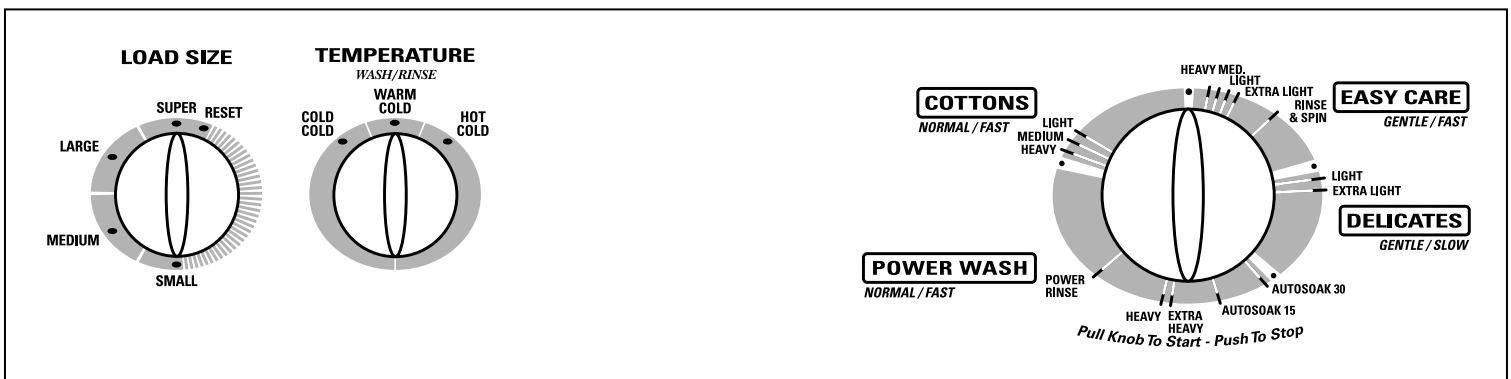 LOAD SIZE
SUPER
RESET
LARGE
MEDIUM
SMALL
TEMPERATURE
WASH/RINSE
COLD
COLD
WARM
COLD
HOT
COLD
COTTONS
NORMAL / FAST
LIGHT
MEDIUM
HEAVY
HEAVY MED.
LIGHT
EXTRA LIGHT
RINSE
& SPIN
EASY CARE
GENTLE / FAST
LIGHT
EXTRA LIGHT
DELICATES
GENTLE / SLOW
POWER WASH
NORMAL / FAST
POWER
RINSE
HEAVY
EXTRA
HEAVY
AUTOSOAK 15
AUTOSOAK 30
Pull Knob To Start - Push To Stop